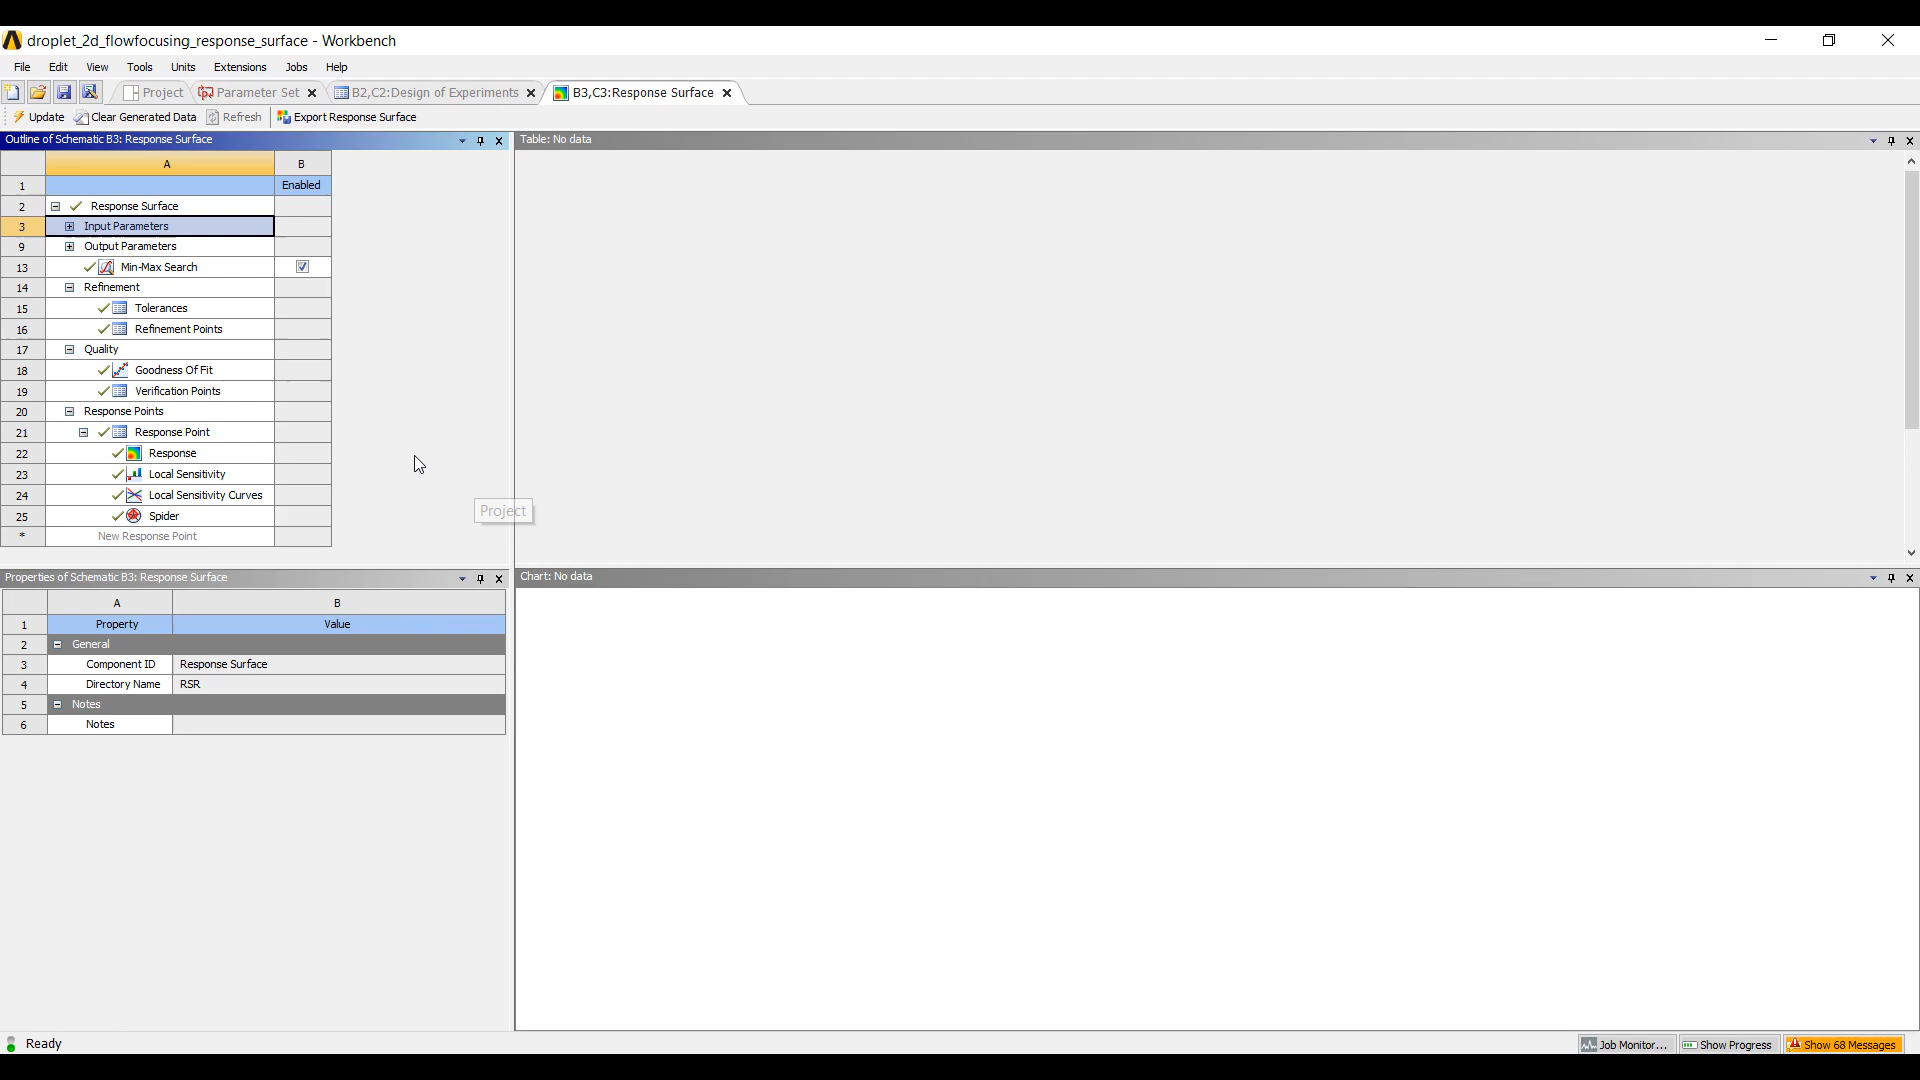 droplet_2d_flowfocusing_response_surface - Workbench
File Edit View Tools Units Extensions Jobs Help
Project Parameter Set B2,C2:Design of Experiments B3,C3:Response Surface
Update Clear Generated Data Refresh Export Response Surface
Outline of Schematic B3: Response Surface
A B
1 Enabled
2 Response Surface
3 Input Parameters
9 Output Parameters
13 Min-Max Search
14 Refinement
15 Tolerances
16 Refinement Points
17 Quality
18 Goodness Of Fit
19 Verification Points
20 Response Points
21 Response Point
22 Response
23 Local Sensitivity
24 Local Sensitivity Curves
25 Spider
* New Response Point
Project
Table: No data
Properties of Schematic B3: Response Surface
A B
1 Property Value
2 General
3 Component ID Response Surface
4 Directory Name RSR
5 Notes
6 Notes
Chart: No data
Ready
Job Monitor... Show Progress Show 68 Messages